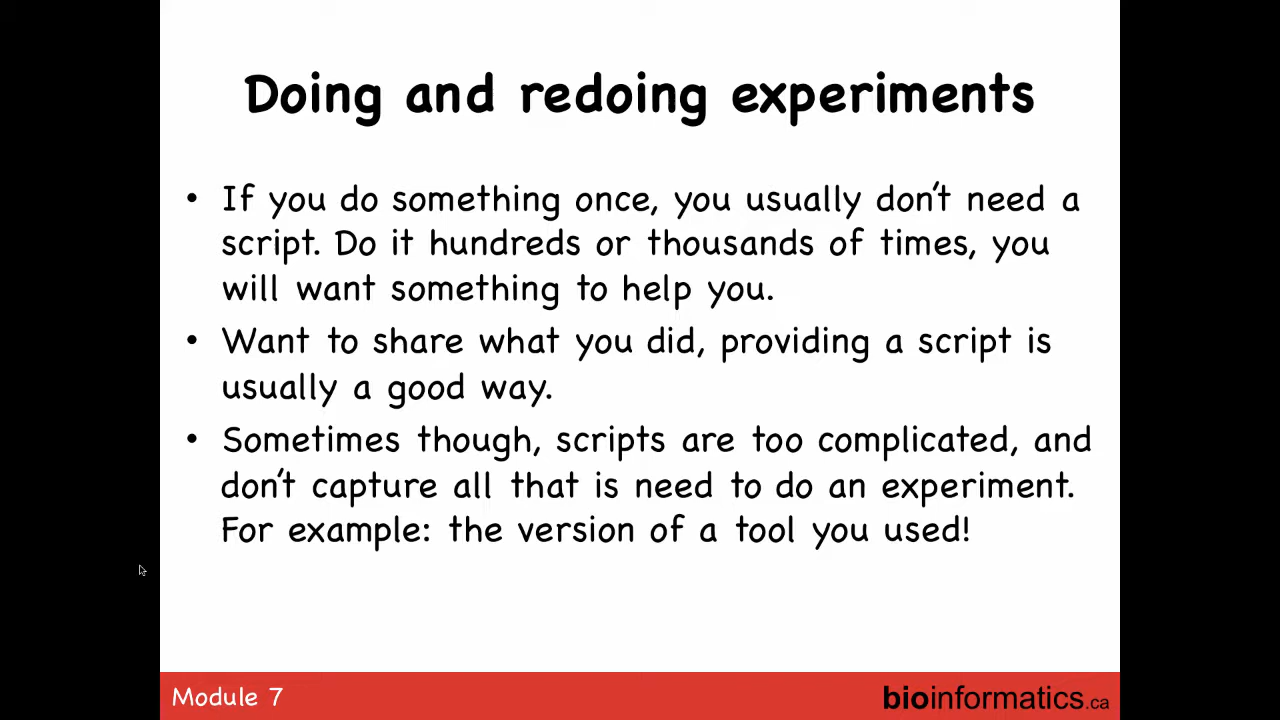 Doing and redoing experiments
• If you do something once, you usually don't need a
script. Do it hundreds or thousands of times, you
will want something to help you.
• Want to share what you did, providing a script is
usually a good way.
• Sometimes though, scripts are too complicated, and
don't capture all that is need to do an experiment.
For example: the version of a tool you used!
Module 7
bioinformatics.ca